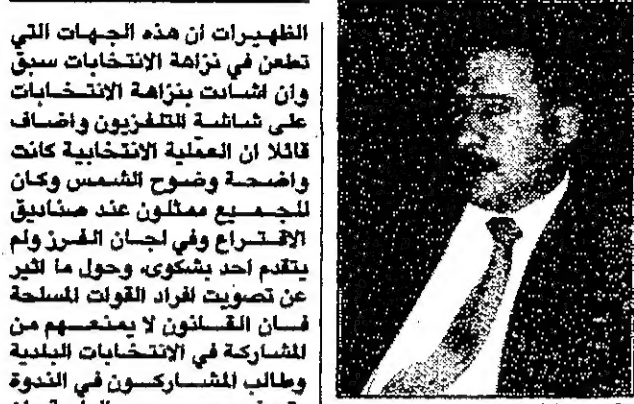 الظهيرات ان هذه الجهات التي
تطعن في نزاهة الانتخابات سبق
وان اشادت بنزاهة الانتخابات
على شاشة التلفزيون واضاف
قائلا ان العملية الانتخابية كانت
واضحة وضوح الشمس وكان
للجميع ممثلون عند صناديق
الاقتراع وفي لجان الفرز ولم
يتقدم احد بشكوى، وحول ما اثير
عن تصويت افراد القوات المسلحة
فان القانون لا يمنعهم من
المشاركة في الانتخابات البلدية
وطالب المشاركون في الندوة